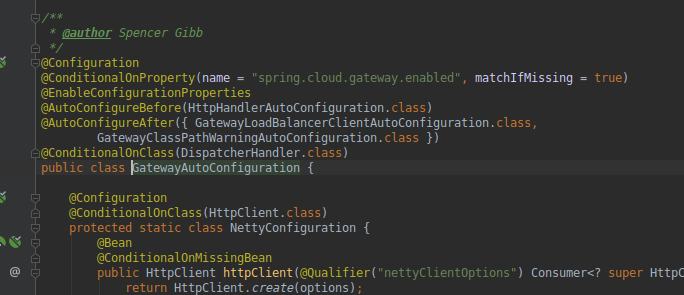 /**
 * @author Spencer Gibb
 */
@Configuration
@ConditionalOnProperty(name = "spring.cloud.gateway.enabled", matchIfMissing = true)
@EnableConfigurationProperties
@AutoConfigureBefore(HttpHandlerAutoConfiguration.class)
@AutoConfigureAfter({ GatewayLoadBalancerClientAutoConfiguration.class,
        GatewayClassPathWarningAutoConfiguration.class })
@ConditionalOnClass(DispatcherHandler.class)
public class GatewayAutoConfiguration {
    @Configuration
    @ConditionalOnClass(HttpClient.class)
    protected static class NettyConfiguration {
        @Bean
        @ConditionalOnMissingBean
@       public HttpClient httpClient(@Qualifier("nettyClientOptions") Consumer<? super HttpC
            return HttpClient.create(options);